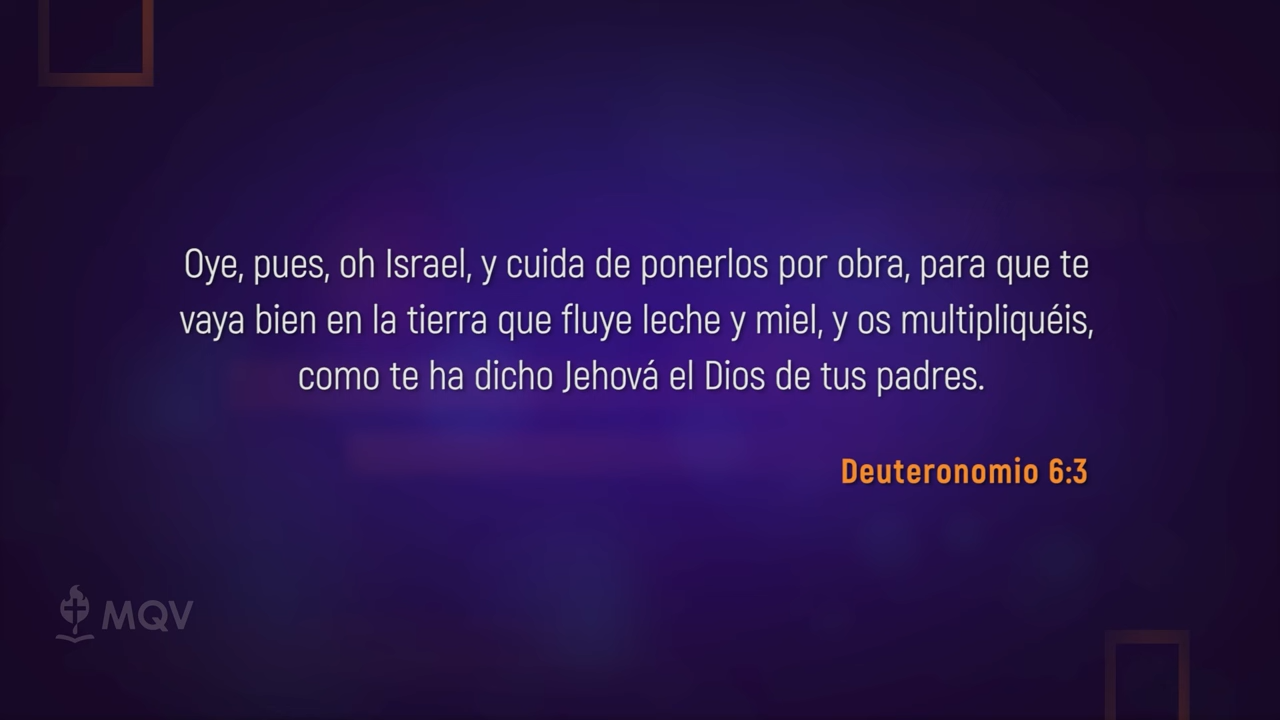 Oye, pues, oh Israel, y cuida de ponerlos por obra, para que te
vaya bien en la tierra que fluye leche y miel, y os multipliquéis,
como te ha dicho Jehová el Dios de tus padres.
Deuteronomio 6:3
MQV